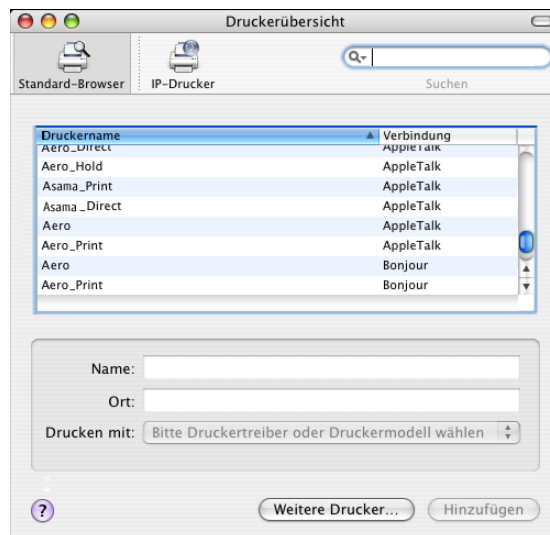 Druckerübersicht
Standard-Browser
IP-Drucker
Suchen
Druckername Verbindung
Aero_Direct AppleTalk
Aero_Hold AppleTalk
Asama_Print AppleTalk
Asama_Direct AppleTalk
Aero AppleTalk
Aero_Print AppleTalk
Aero Bonjour
Aero_Print Bonjour
Name:
Ort:
Drucken mit: Bitte Druckertreiber oder Druckermodell wählen
? Weitere Drucker... Hinzufügen